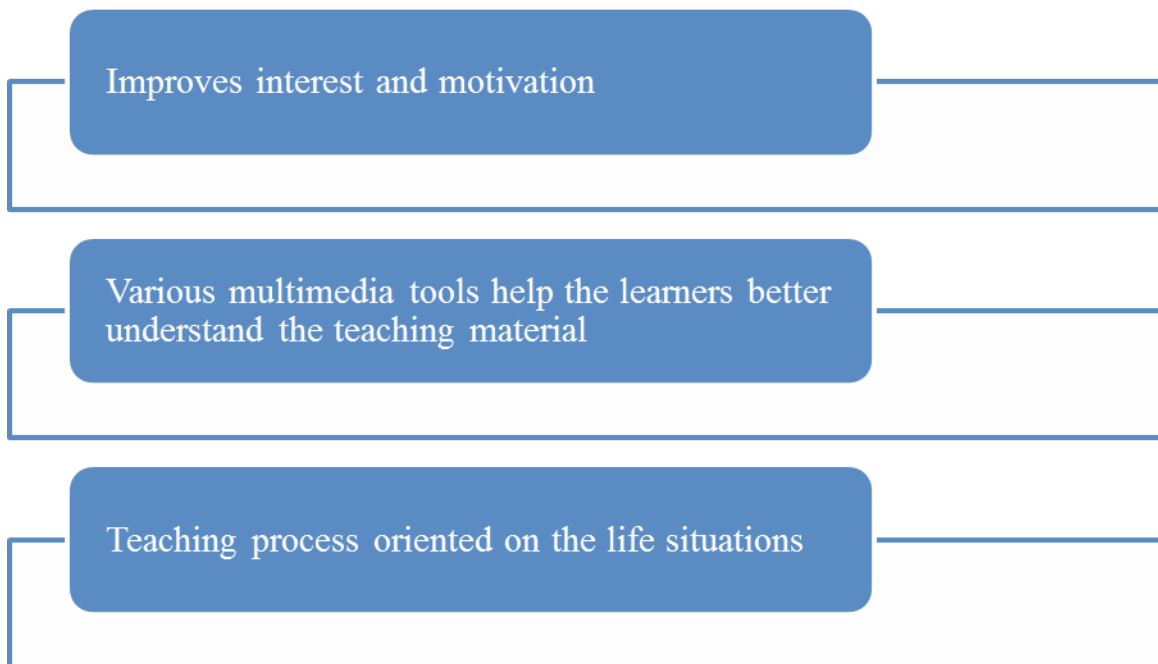 Improves interest and motivation
Various multimedia tools help the learners better
understand the teaching material
Teaching process oriented on the life situations